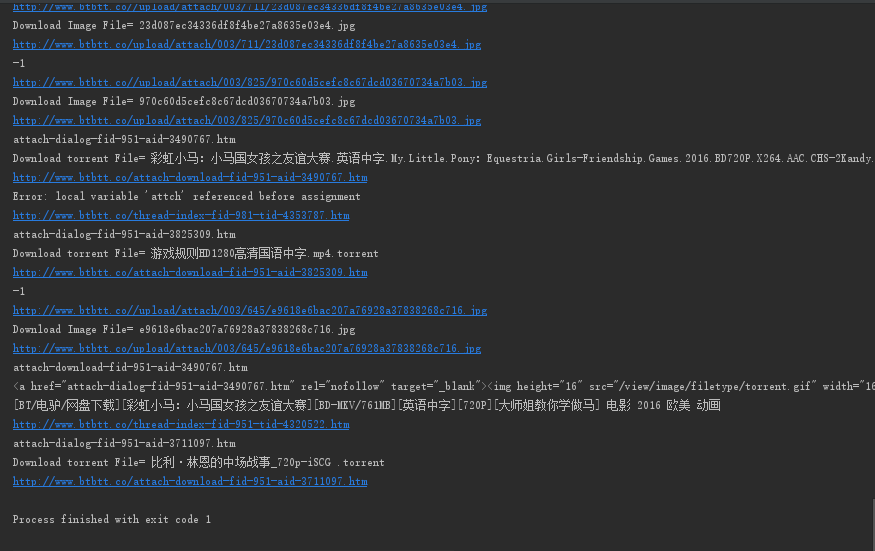 http://www.btbtt.co//upload/attach/003/711/23d087ec34336df8f4be27a8635e03e4.jpg
Download Image File= 23d087ec34336df8f4be27a8635e03e4.jpg
http://www.btbtt.co/upload/attach/003/711/23d087ec34336df8f4be27a8635e03e4.jpg
-1
http://www.btbtt.co//upload/attach/003/825/970c60d5cefc8c67dcd03670734a7b03.jpg
Download Image File= 970c60d5cefc8c67dcd03670734a7b03.jpg
http://www.btbtt.co/upload/attach/003/825/970c60d5cefc8c67dcd03670734a7b03.jpg
attach-dialog-fid-951-aid-3490767.htm
Download torrent File= 彩虹小马：小马国女孩之友谊大赛.英语中字.My.Little.Pony：Equestria.Girls-Friendship.Games.2016.BD720P.X264.AAC.CHS-2Eandy.
http://www.btbtt.co/attach-download-fid-951-aid-3490767.htm
Error: local variable 'attch' referenced before assignment
http://www.btbtt.co/thread-index-fid-981-tid-4353787.htm
attach-dialog-fid-951-aid-3825309.htm
Download torrent File= 游戏规则HD1280高清国语中字.mp4.torrent
http://www.btbtt.co/attach-download-fid-951-aid-3825309.htm
-1
http://www.btbtt.co//upload/attach/003/645/e9618e6bac207a76928a37838268c716.jpg
Download Image File= e9618e6bac207a76928a37838268c716.jpg
http://www.btbtt.co/upload/attach/003/645/e9618e6bac207a76928a37838268c716.jpg
attach-download-fid-951-aid-3490767.htm
<a href="attach-dialog-fid-951-aid-3490767.htm" rel="nofollow" target="_blank"><img height="16" src="/view/image/filetype/torrent.gif" width="16
[BT/电驴/网盘下载][彩虹小马：小马国女孩之友谊大赛][BD-MKV/761MB][英语中字][720P][大师姐教你学做马] 电影 2016 欧美 动画
http://www.btbtt.co/thread-index-fid-951-tid-4320522.htm
attach-dialog-fid-951-aid-3711097.htm
Download torrent File= 比利·林恩的中场战事_720p-iSCG .torrent
http://www.btbtt.co/attach-download-fid-951-aid-3711097.htm
Process finished with exit code 1